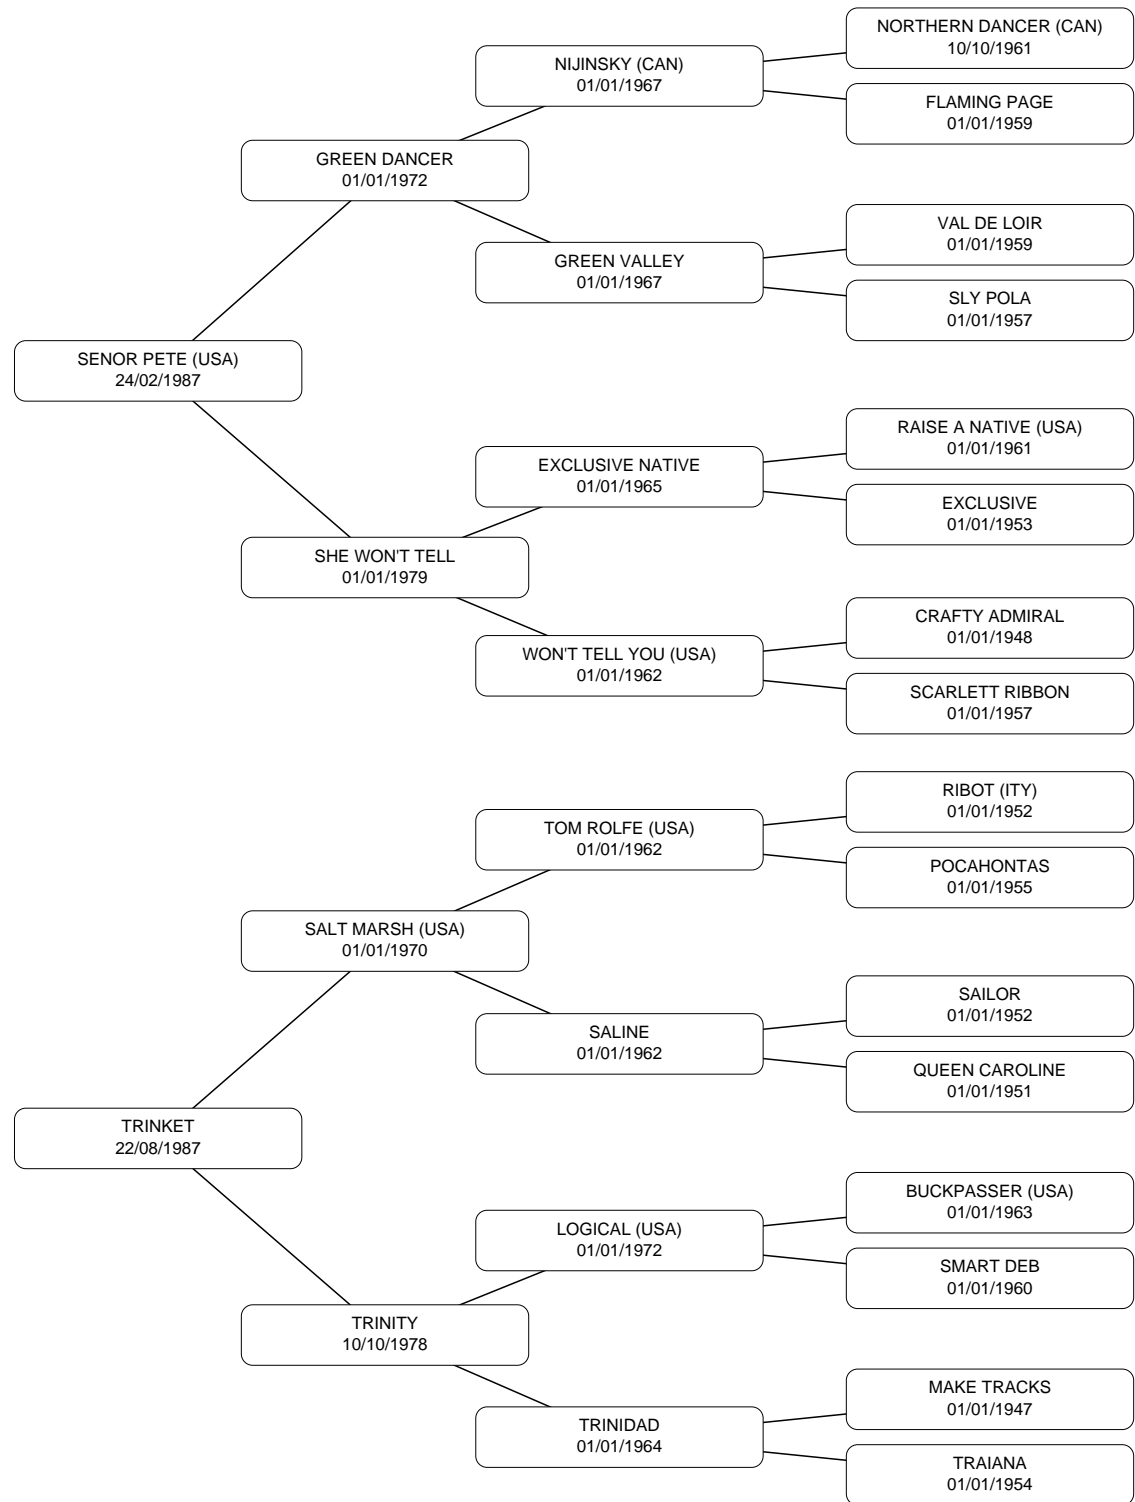 NORTHERN DANCER (CAN)
10/10/1961
NIJINSKY (CAN)
01/01/1967
FLAMING PAGE
01/01/1959
GREEN DANCER
01/01/1972
VAL DE LOIR
01/01/1959
GREEN VALLEY
01/01/1967
SLY POLA
01/01/1957
SENOR PETE (USA)
24/02/1987
RAISE A NATIVE (USA)
01/01/1961
EXCLUSIVE NATIVE
01/01/1965
EXCLUSIVE
01/01/1953
SHE WON'T TELL
01/01/1979
CRAFTY ADMIRAL
01/01/1948
WON'T TELL YOU (USA)
01/01/1962
SCARLETT RIBBON
01/01/1957
RIBOT (ITY)
01/01/1952
TOM ROLFE (USA)
01/01/1962
POCAHONTAS
01/01/1955
SALT MARSH (USA)
01/01/1970
SAILOR
01/01/1952
SALINE
01/01/1962
QUEEN CAROLINE
01/01/1951
TRINKET
22/08/1987
BUCKPASSER (USA)
01/01/1963
LOGICAL (USA)
01/01/1972
SMART DEB
01/01/1960
TRINITY
10/10/1978
MAKE TRACKS
01/01/1947
TRINIDAD
01/01/1964
TRAIANA
01/01/1954